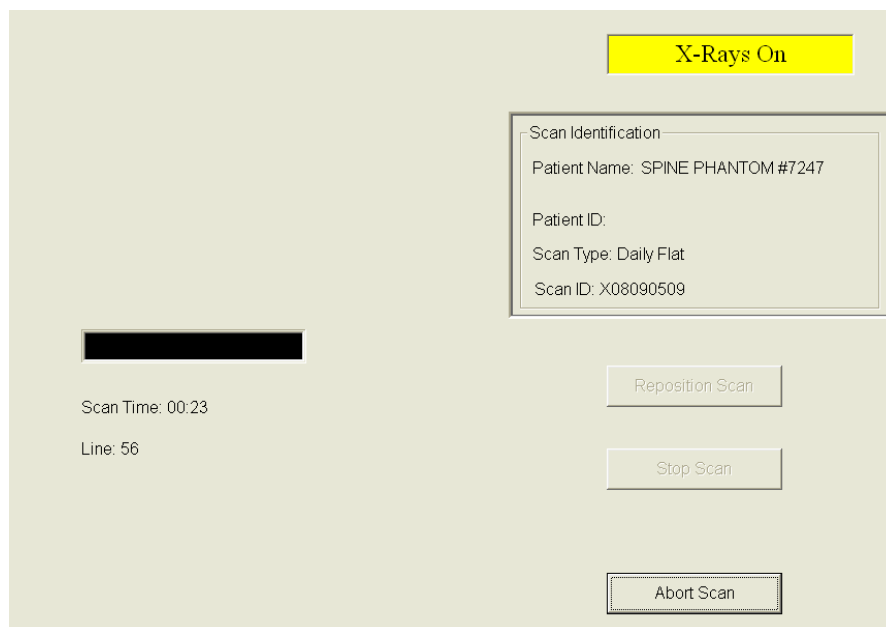 X-Rays On
Scan Identification
Patient Name: SPINE PHANTOM #7247
Patient ID:
Scan Type: Daily Flat
Scan ID: X08090509
Reposition Scan
Scan Time: 00:23
Line: 56
Stop Scan
Abort Scan